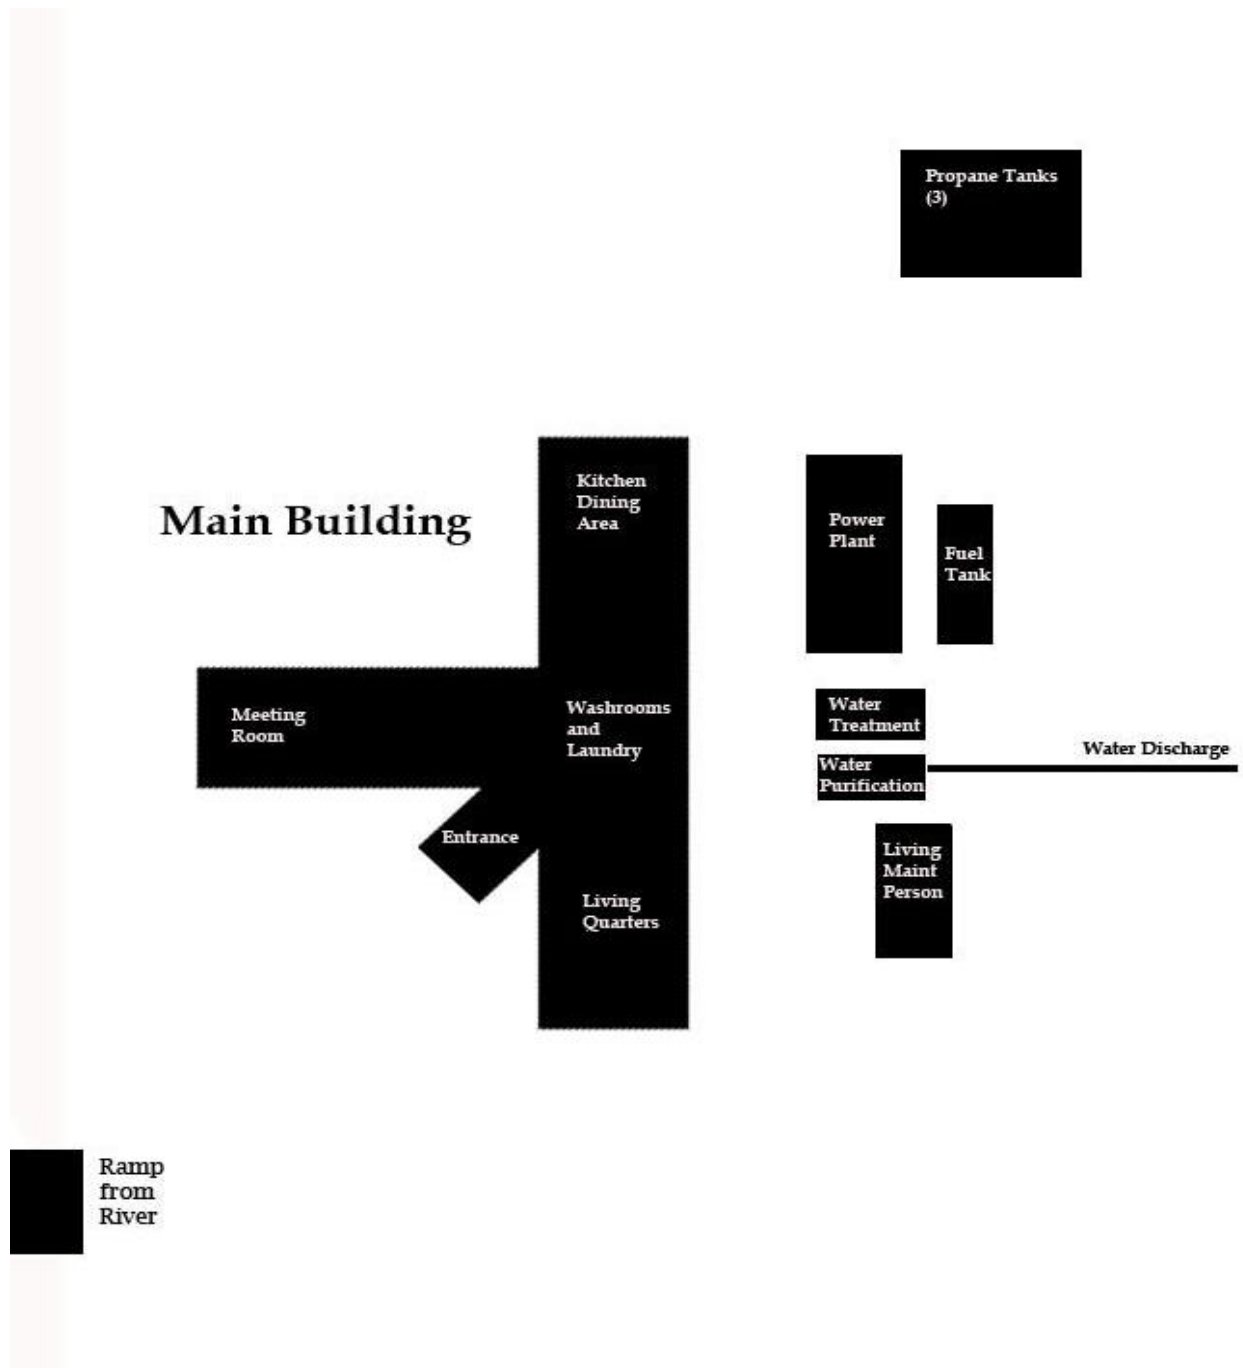 Propane Tanks
(3)
Kitchen
Dining
Area
Main Building
Power
Plant
Fuel
Tank
Meeting
Room
Washrooms
and
Laundry
Water
Treatment
Water Discharge
Water
Purification
Entrance
Living
Maint
Person
Living
Quarters
Ramp
from
River